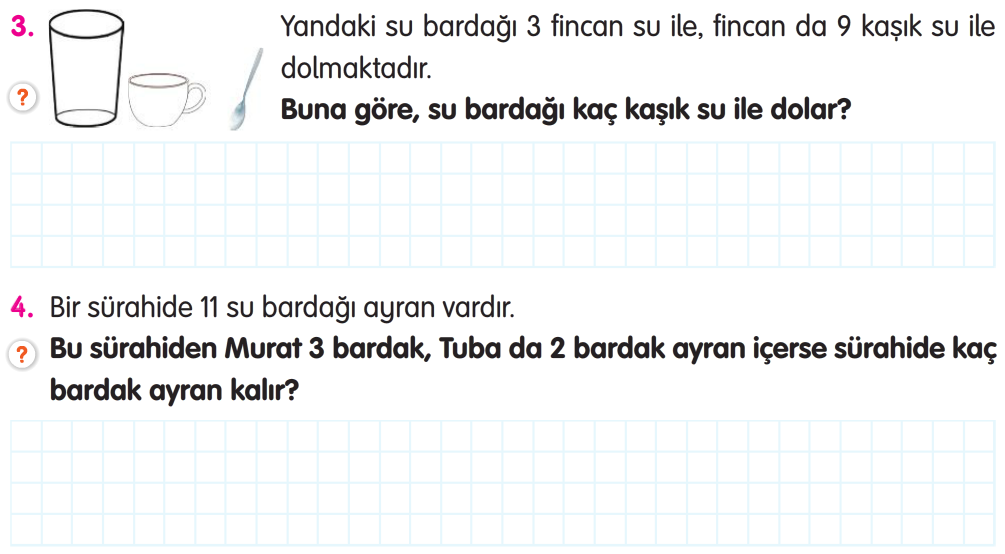 3. Yandaki su bardağı 3 fincan su ile, fincan da 9 kaşık su ile
dolmaktadır.
?
Buna göre, su bardağı kaç kaşık su ile dolar?
4. Bir sürahide 11 su bardağı ayran vardır.
? Bu sürahiden Murat 3 bardak, Tuba da 2 bardak ayran içerse sürahide kaç
bardak ayran kalır?